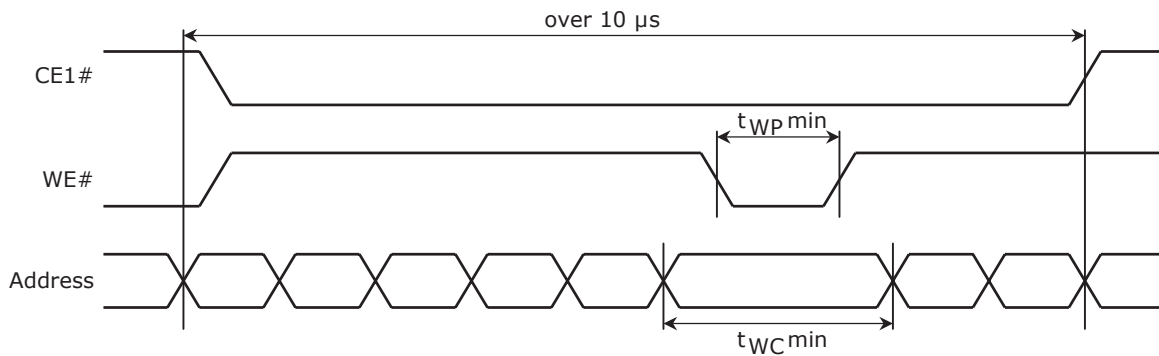 over 10 µs
CE1#
tWP min
WE#
Address
tWC min